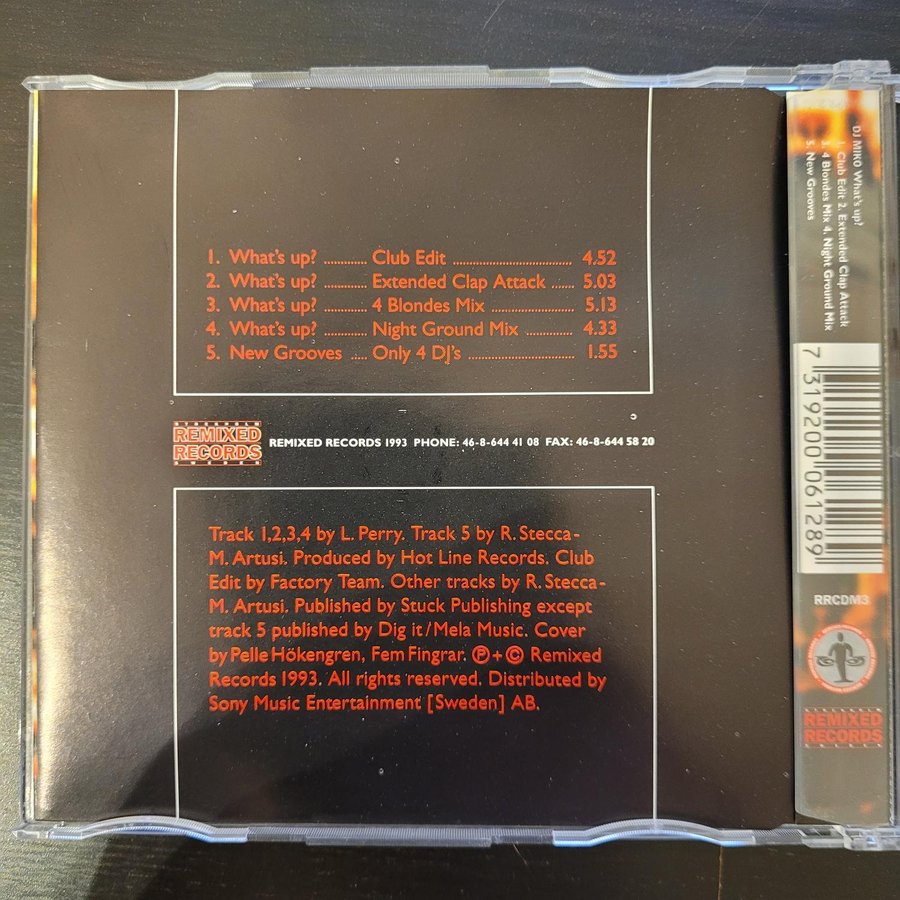 1. What's up? ............ Club Edit ................................. 4.52
2. What's up? ............ Extended Clap Attack ...... 5.03
3. What's up? ............ 4 Blondes Mix ....................... 5.13
4. What's up? ............ Night Ground Mix ............. 4.33
5. New Grooves ..... Only 4 DJ's ............................. 1.55
STOCKHOLM
REMIXED
RECORDS
SWEDEN
REMIXED RECORDS 1993 PHONE: 46-8-644 41 08 FAX: 46-8-644 58 20
Track 1,2,3,4 by L. Perry. Track 5 by R. Stecca-
M. Artusi. Produced by Hot Line Records. Club
Edit by Factory Team. Other tracks by R. Stecca-
M. Artusi. Published by Stuck Publishing except
track 5 published by Dig it/Mela Music. Cover
by Pelle Hökengren, Fem Fingrar. ℗+© Remixed
Records 1993. All rights reserved. Distributed by
Sony Music Entertainment [Sweden] AB.
DJ MIKO What's up?
1. Club Edit 2. Extended Clap Attack
3. 4 Blondes Mix 4. Night Ground Mix
5. New Grooves
7 319200 061289
RRCDM3
STOCKHOLM
REMIXED
RECORDS
SWEDEN